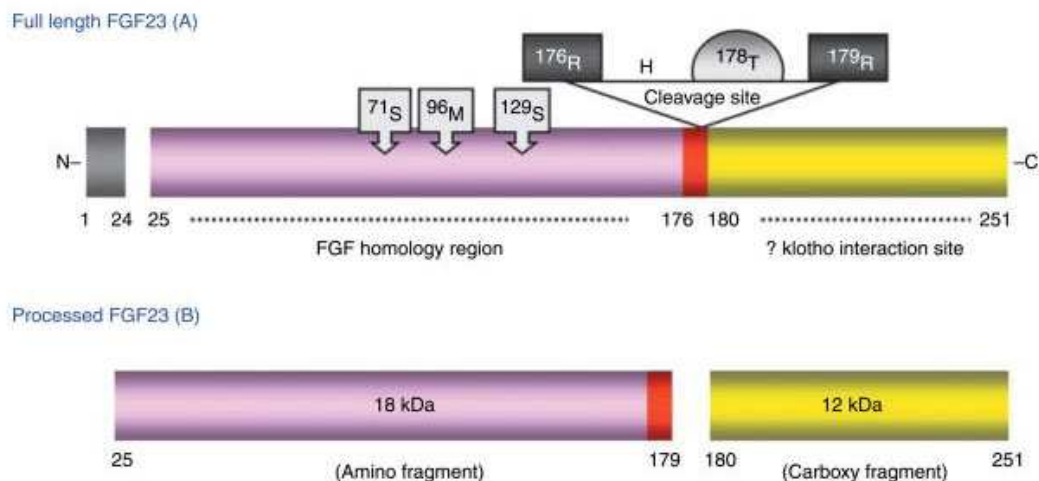 Full length FGF23 (A)
176R H 178T 179R
Cleavage site
71S 96M 129S
N– –C
1 24 25 176 180 251
FGF homology region ? klotho interaction site
Processed FGF23 (B)
18 kDa 12 kDa
25 179 180 251
(Amino fragment) (Carboxy fragment)